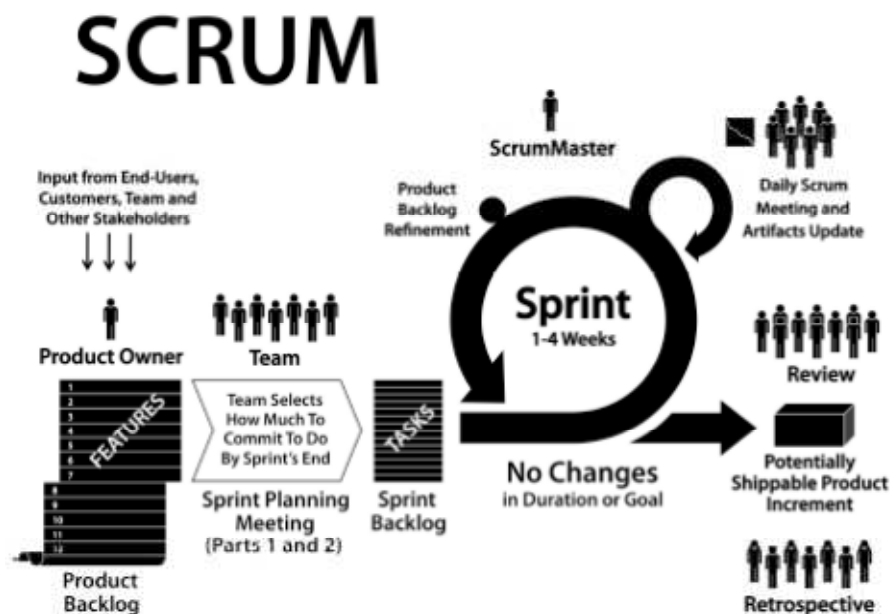 SCRUM
Input from End-Users,
Customers, Team and
Other Stakeholders
Product Owner
1
2
3
4
5
6
7
FEATURES
8
9
10
11
12
Product
Backlog
Team
Team Selects
How Much To
Commit To Do
By Sprint's End
Sprint Planning
Meeting
(Parts 1 and 2)
TASKS
Sprint
Backlog
ScrumMaster
Product
Backlog
Refinement
Sprint
1-4 Weeks
No Changes
in Duration or Goal
Daily Scrum
Meeting and
Artifacts Update
Review
Potentially
Shippable Product
Increment
Retrospective